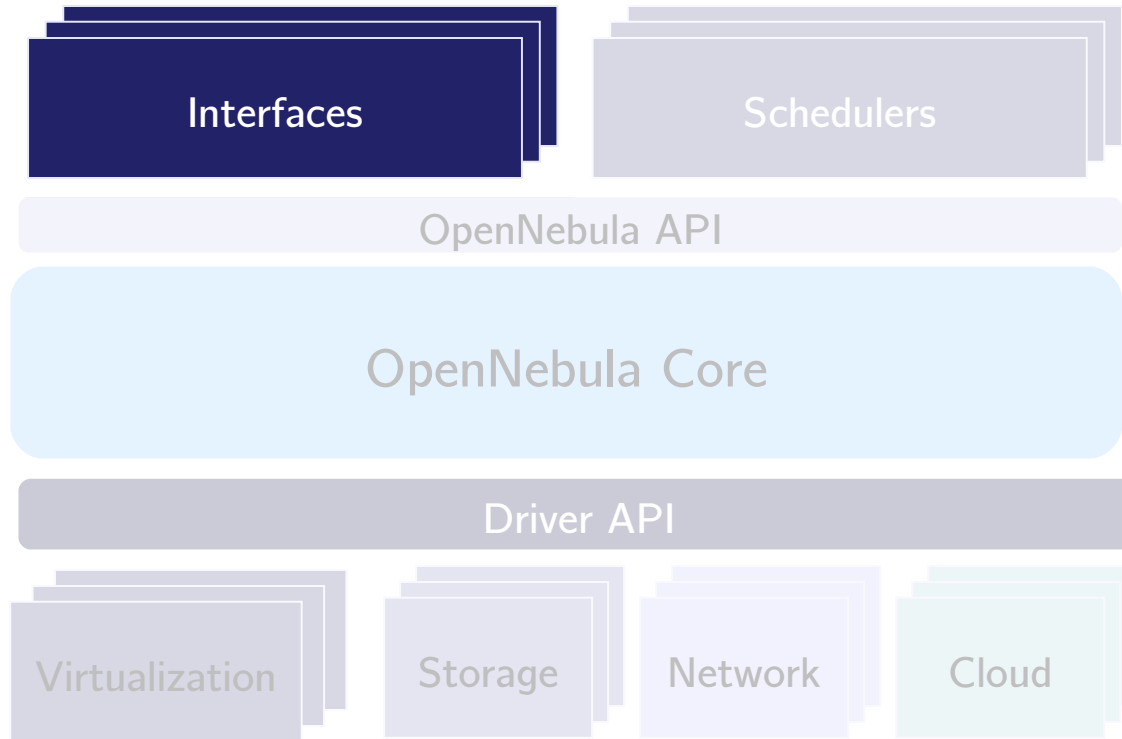 Interfaces
Schedulers
OpenNebula API
OpenNebula Core
Driver API
Virtualization
Storage
Network
Cloud